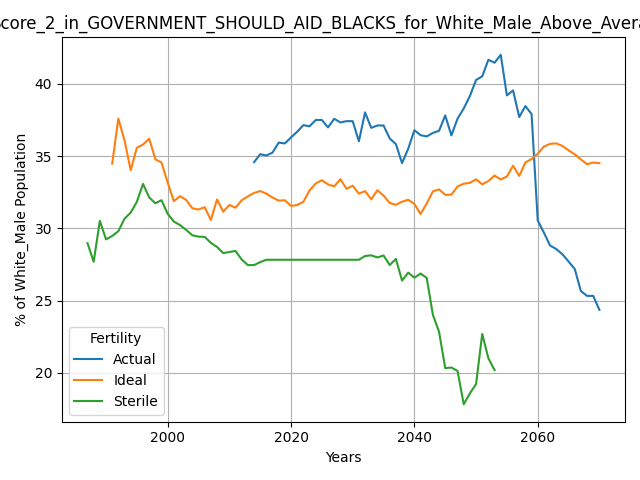 core_2_in_GOVERNMENT_SHOULD_AID_BLACKS_for_White_Male_Above_Avera
% of White_Male Population
40
35
30
25
20
Fertility
Actual
Ideal
Sterile
2000 2020 2040 2060
Years